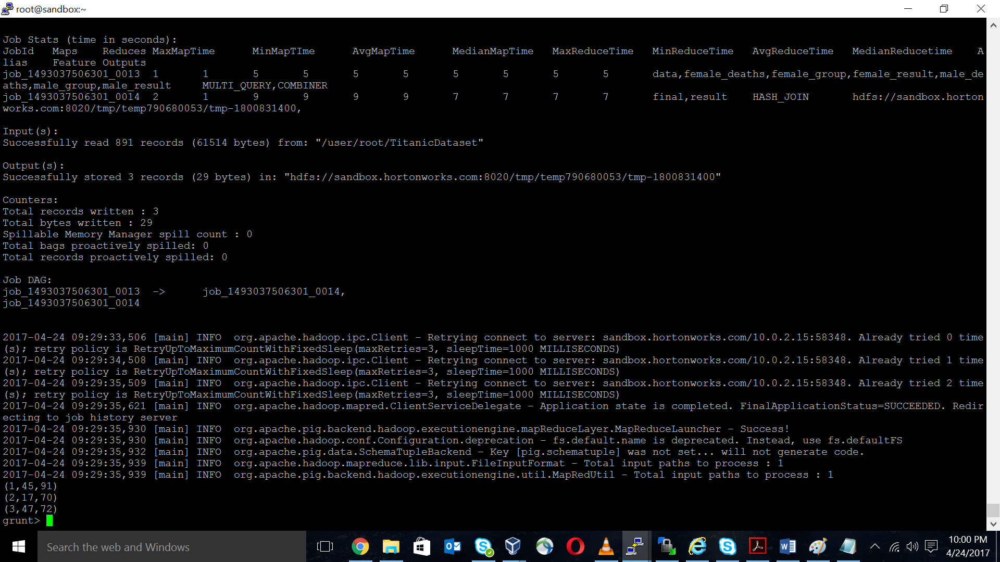 root@sandbox:~
Job Stats (time in seconds):
JobId Maps Reduces MaxMapTime MinMapTIme AvgMapTime MedianMapTime MaxReduceTime MinReduceTime AvgReduceTime MedianReducetime A
lias Feature Outputs
job_1493037506301_0013 1 1 5 5 5 5 5 5 5 5 data,female_deaths,female_group,female_result,male_de
aths,male_group,male_result MULTI_QUERY,COMBINER
job_1493037506301_0014 2 1 9 9 9 9 7 7 7 7 final,result HASH_JOIN hdfs://sandbox.horton
works.com:8020/tmp/temp790680053/tmp-1800831400,
Input(s):
Successfully read 891 records (61514 bytes) from: "/user/root/TitanicDataset"
Output(s):
Successfully stored 3 records (29 bytes) in: "hdfs://sandbox.hortonworks.com:8020/tmp/temp790680053/tmp-1800831400"
Counters:
Total records written : 3
Total bytes written : 29
Spillable Memory Manager spill count : 0
Total bags proactively spilled: 0
Total records proactively spilled: 0
Job DAG:
job_1493037506301_0013 -> job_1493037506301_0014,
job_1493037506301_0014
2017-04-24 09:29:33,506 [main] INFO org.apache.hadoop.ipc.Client - Retrying connect to server: sandbox.hortonworks.com/10.0.2.15:58348. Already tried 0 time
(s); retry policy is RetryUpToMaximumCountWithFixedSleep(maxRetries=3, sleepTime=1000 MILLISECONDS)
2017-04-24 09:29:34,508 [main] INFO org.apache.hadoop.ipc.Client - Retrying connect to server: sandbox.hortonworks.com/10.0.2.15:58348. Already tried 1 time
(s); retry policy is RetryUpToMaximumCountWithFixedSleep(maxRetries=3, sleepTime=1000 MILLISECONDS)
2017-04-24 09:29:35,509 [main] INFO org.apache.hadoop.ipc.Client - Retrying connect to server: sandbox.hortonworks.com/10.0.2.15:58348. Already tried 2 time
(s); retry policy is RetryUpToMaximumCountWithFixedSleep(maxRetries=3, sleepTime=1000 MILLISECONDS)
2017-04-24 09:29:35,621 [main] INFO org.apache.hadoop.mapred.ClientServiceDelegate - Application state is completed. FinalApplicationStatus=SUCCEEDED. Redir
ecting to job history server
2017-04-24 09:29:35,930 [main] INFO org.apache.pig.backend.hadoop.executionengine.mapReduceLayer.MapReduceLauncher - Success!
2017-04-24 09:29:35,930 [main] INFO org.apache.hadoop.conf.Configuration.deprecation - fs.default.name is deprecated. Instead, use fs.defaultFS
2017-04-24 09:29:35,932 [main] INFO org.apache.pig.data.SchemaTupleBackend - Key [pig.schematuple] was not set... will not generate code.
2017-04-24 09:29:35,939 [main] INFO org.apache.hadoop.mapreduce.lib.input.FileInputFormat - Total input paths to process : 1
2017-04-24 09:29:35,939 [main] INFO org.apache.pig.backend.hadoop.executionengine.util.MapRedUtil - Total input paths to process : 1
(1,45,91)
(2,17,70)
(3,47,72)
grunt>
Search the web and Windows
10:00 PM
4/24/2017